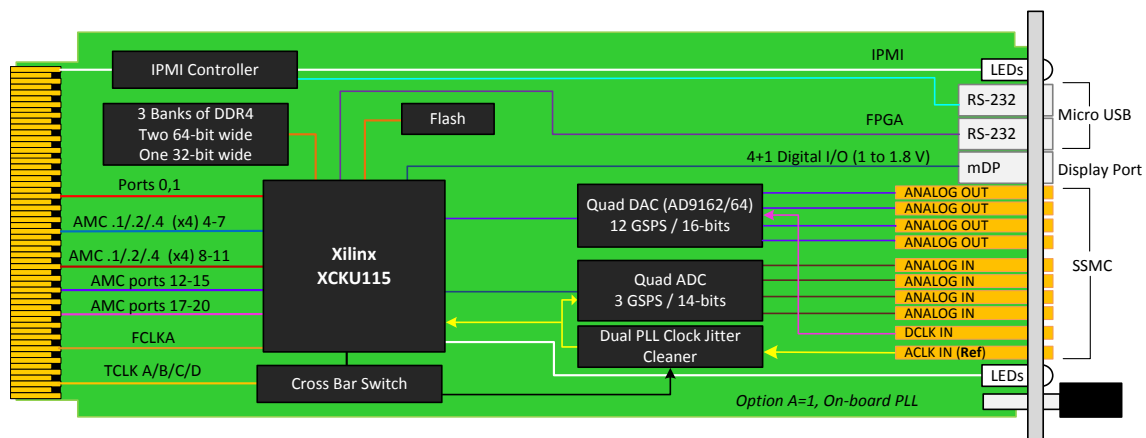 IPMI Controller
IPMI
LEDs
3 Banks of DDR4
Two 64-bit wide
One 32-bit wide
Flash
RS-232
Micro USB
FPGA
RS-232
4+1 Digital I/O (1 to 1.8 V)
mDP
Display Port
Ports 0,1
AMC .1/.2/.4 (x4) 4-7
AMC .1/.2/.4 (x4) 8-11
AMC ports 12-15
AMC ports 17-20
FCLKA
TCLK A/B/C/D
Xilinx
XCKU115
Cross Bar Switch
Quad DAC (AD9162/64)
12 GSPS / 16-bits
Quad ADC
3 GSPS / 14-bits
Dual PLL Clock Jitter
Cleaner
ANALOG OUT
ANALOG OUT
ANALOG OUT
ANALOG OUT
ANALOG IN
ANALOG IN
ANALOG IN
ANALOG IN
DCLK IN
ACLK IN (Ref)
SSMC
LEDs
Option A=1, On-board PLL